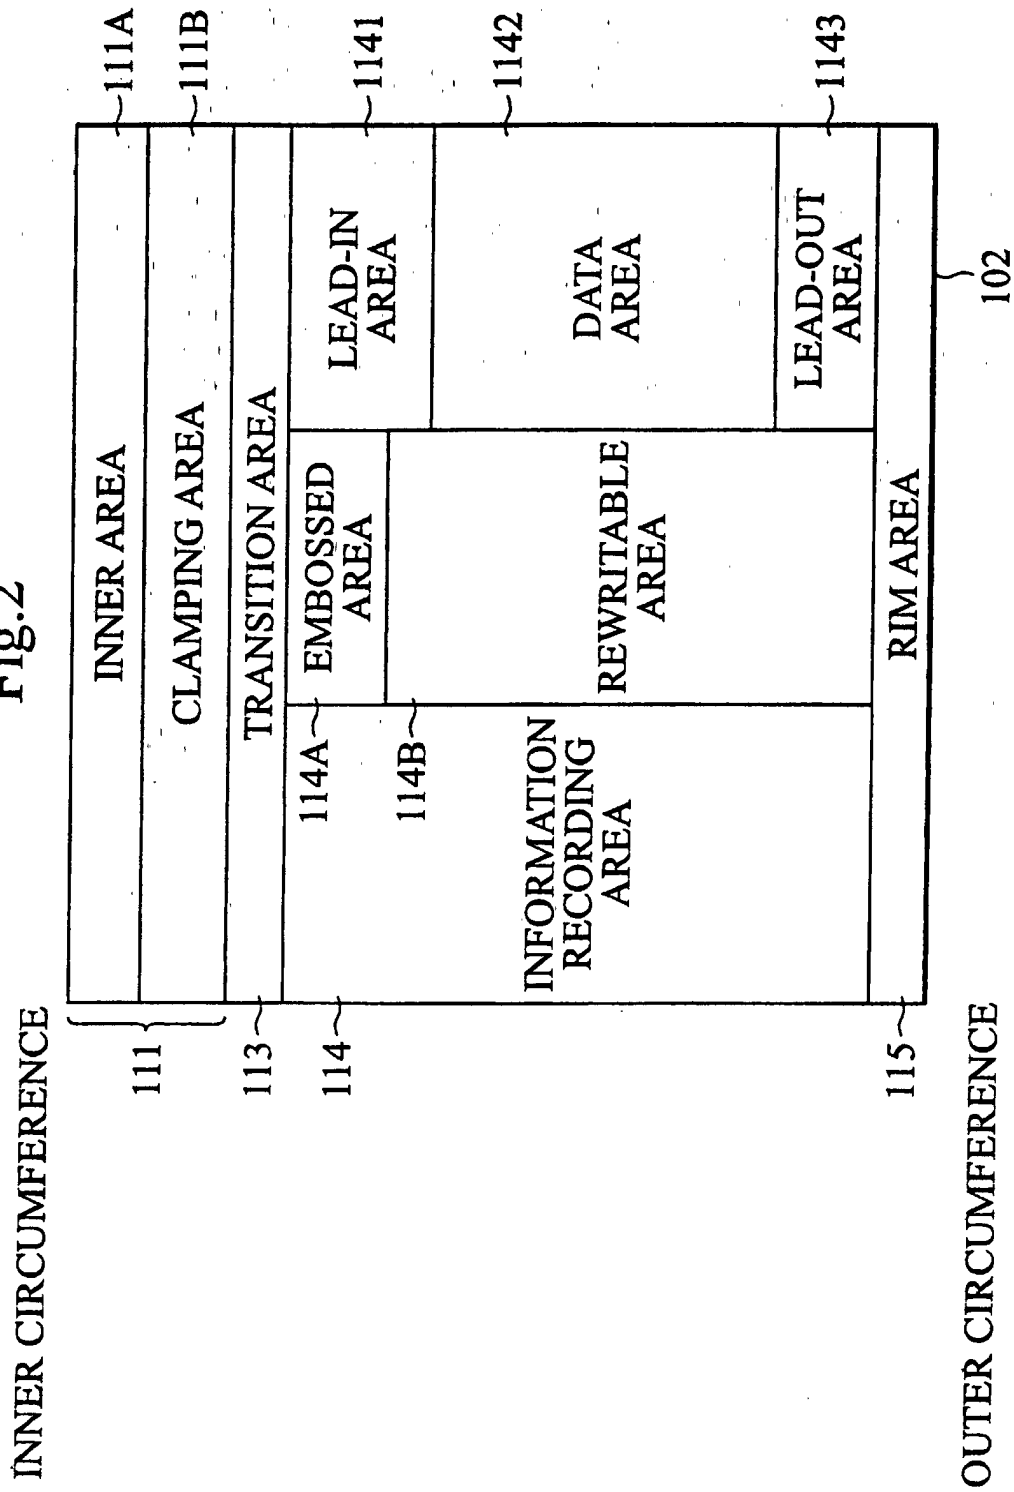 Fig.2
INNER CIRCUMFERENCE
111
INNER AREA
111A
CLAMPING AREA
111B
113
TRANSITION AREA
114
INFORMATION
RECORDING
AREA
114A
EMBOSSED
AREA
114B
REWRITABLE
AREA
LEAD-IN
AREA
1141
DATA
AREA
1142
LEAD-OUT
AREA
1143
115
RIM AREA
102
OUTER CIRCUMFERENCE